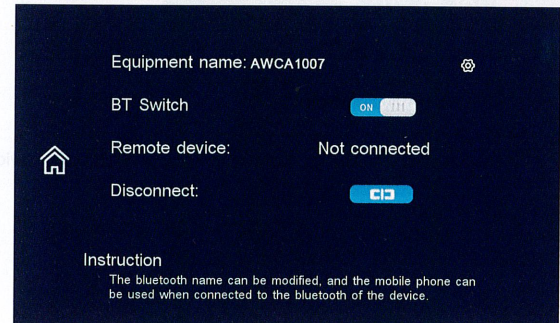 Equipment name: AWCA1007
BT Switch
ON
Remote device: Not connected
Disconnect:
Instruction
The bluetooth name can be modified, and the mobile phone can
be used when connected to the bluetooth of the device.